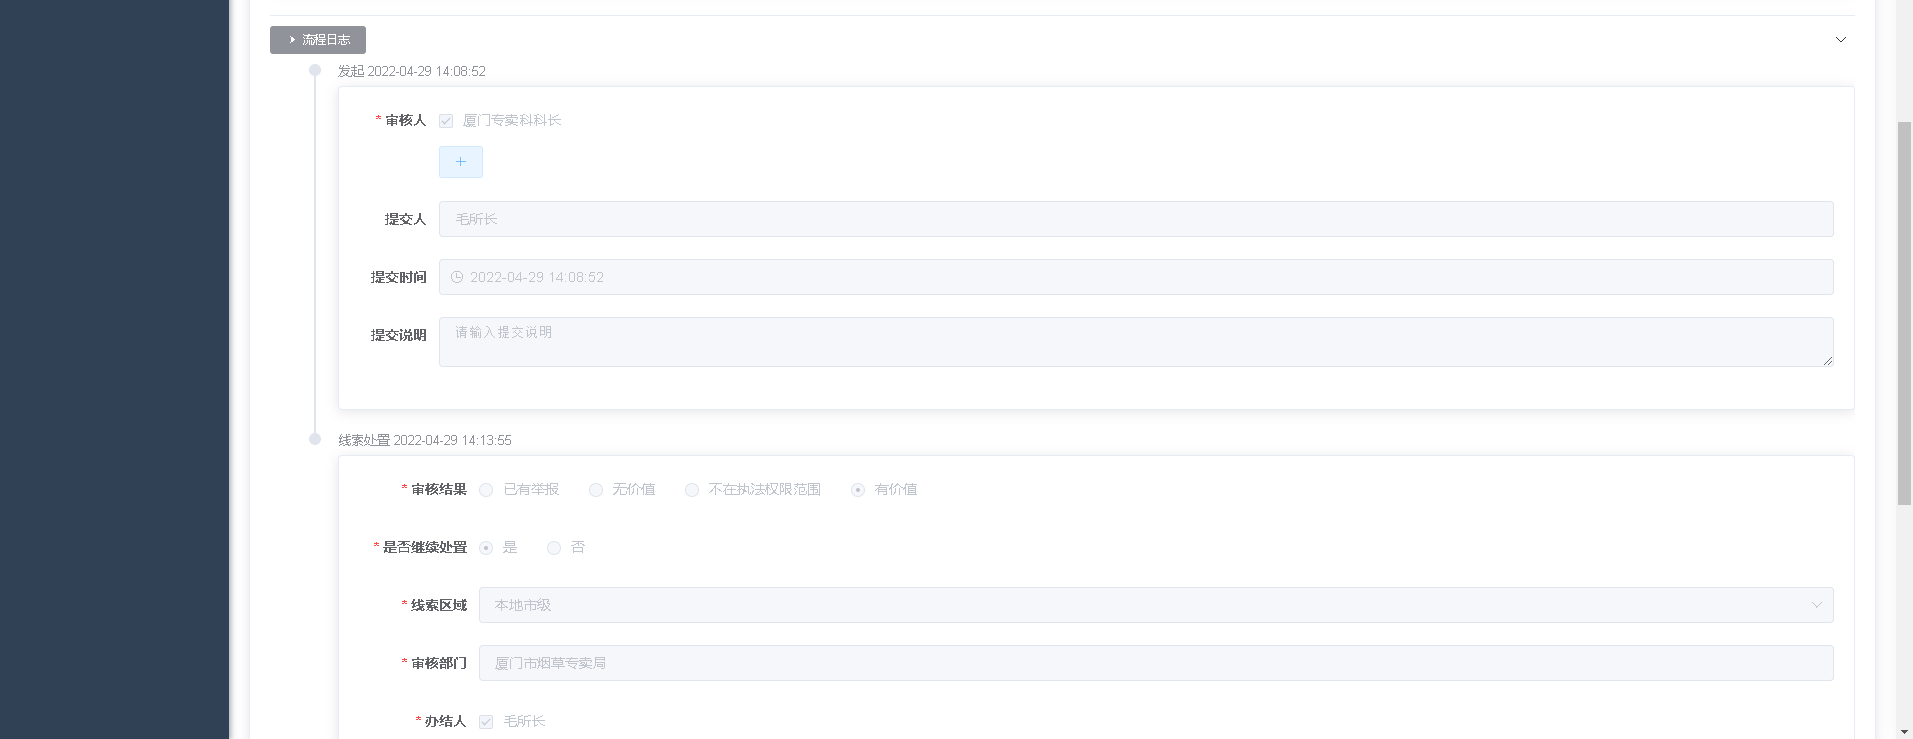 流程日志
发起 2022-04-29 14:08:52
* 审核人 厦门专卖科科长
+
提交人 毛所长
提交时间 2022-04-29 14:08:52
提交说明 请输入提交说明
线索处置 2022-04-29 14:13:55
* 审核结果 已有举报 无价值 不在执法权限范围 有价值
* 是否继续处置 是 否
* 线索区域 本地市级
* 审核部门 厦门市烟草专卖局
* 办结人 毛所长